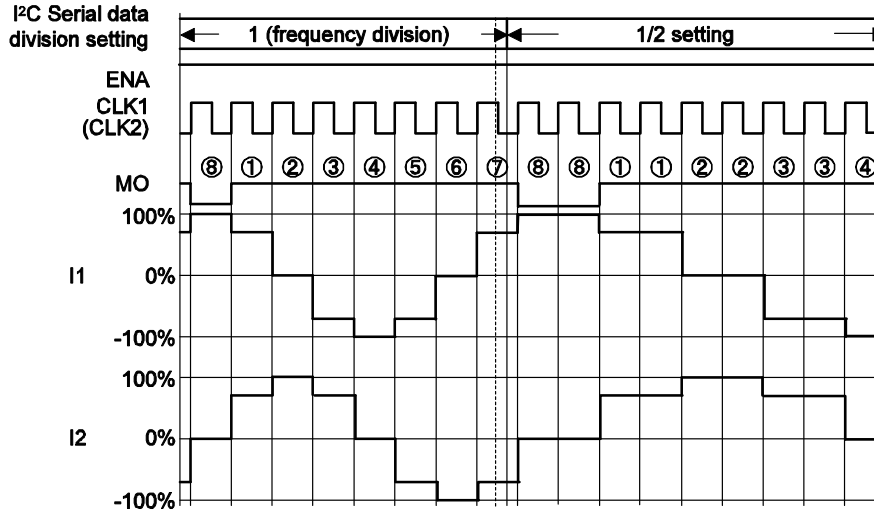 I²C Serial data
division setting
1 (frequency division)
1/2 setting
ENA
CLK1
(CLK2)
⑧ ① ② ③ ④ ⑤ ⑥ ⑦ ⑧ ⑧ ① ① ② ② ③ ③ ④
MO
100%
I1 0%
-100%
100%
I2 0%
-100%